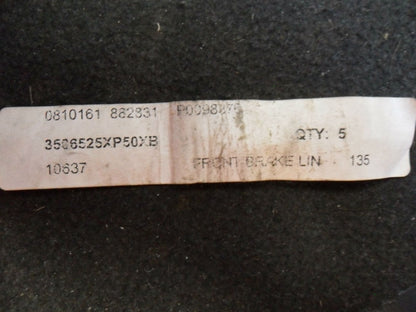 0810161 882831
3506525XP50XB QTY: 5
10637 FRONT BRAKE LIN 135